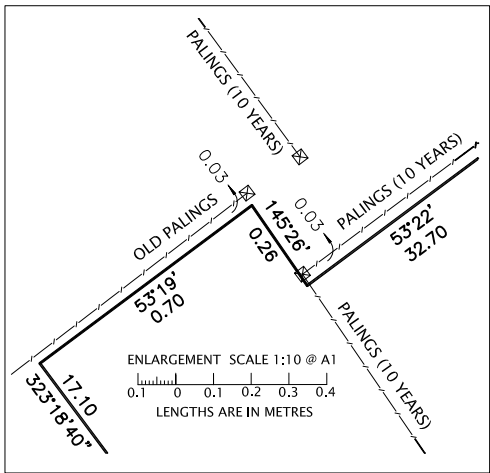 PALINGS (10 YEARS)
0.03
OLD PALINGS
145°26'
0.26
0.03
PALINGS (10 YEARS)
53°22'
32.70
53°19'
0.70
PALINGS (10 YEARS)
17.10
323°18'40"
ENLARGEMENT SCALE 1:10 @ A1
0.1 0 0.1 0.2 0.3 0.4
LENGTHS ARE IN METRES